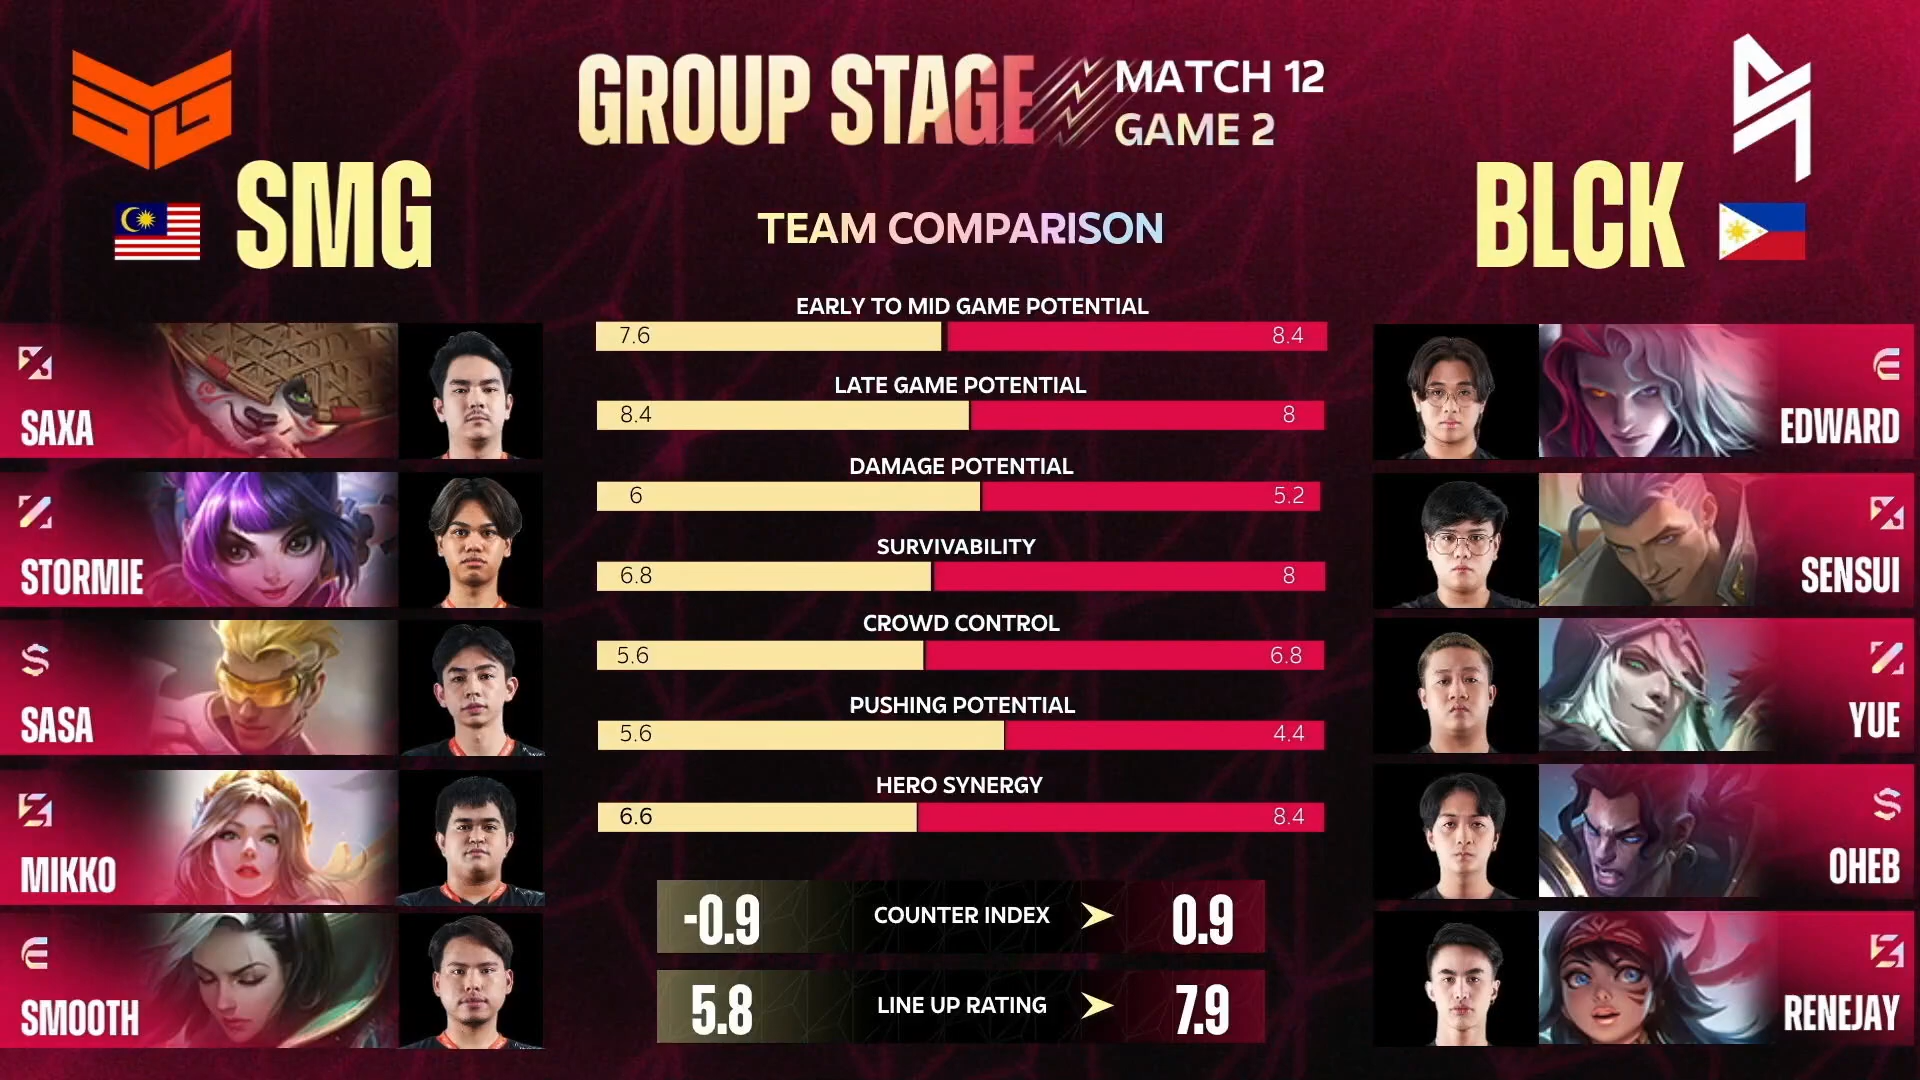 GROUP STAGE
MATCH 12
GAME 2
SMG
BLCK
TEAM COMPARISON
EARLY TO MID GAME POTENTIAL
7.6 8.4
LATE GAME POTENTIAL
8.4 8
DAMAGE POTENTIAL
6 5.2
SURVIVABILITY
6.8 8
CROWD CONTROL
5.6 6.8
PUSHING POTENTIAL
5.6 4.4
HERO SYNERGY
6.6 8.4
-0.9 COUNTER INDEX 0.9
5.8 LINE UP RATING 7.9
SAXA
STORMIE
SASA
MIKKO
SMOOTH
EDWARD
SENSUI
YUE
OHEB
RENEJAY